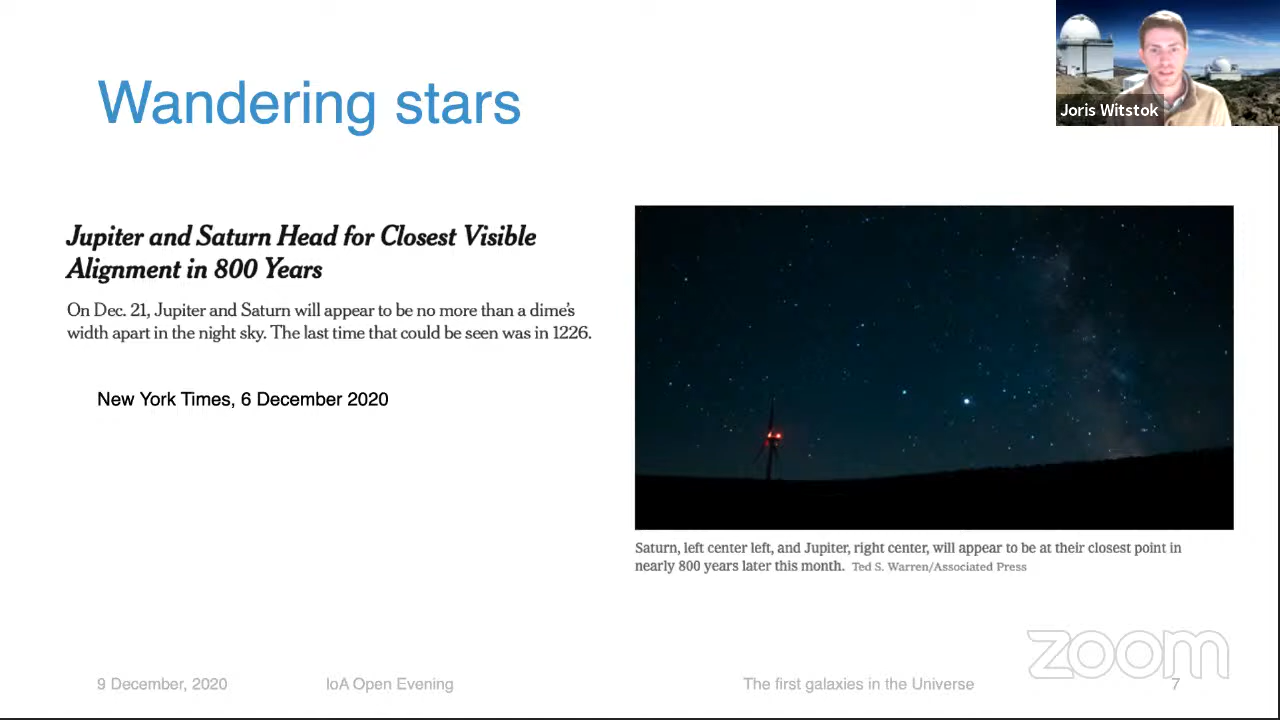 Wandering stars
Joris Witstok
Jupiter and Saturn Head for Closest Visible
Alignment in 800 Years
On Dec. 21, Jupiter and Saturn will appear to be no more than a dime's
width apart in the night sky. The last time that could be seen was in 1226.
New York Times, 6 December 2020
Saturn, left center left, and Jupiter, right center, will appear to be at their closest point in
nearly 800 years later this month. Ted S. Warren/Associated Press
zoom
9 December, 2020 IoA Open Evening The first galaxies in the Universe 7